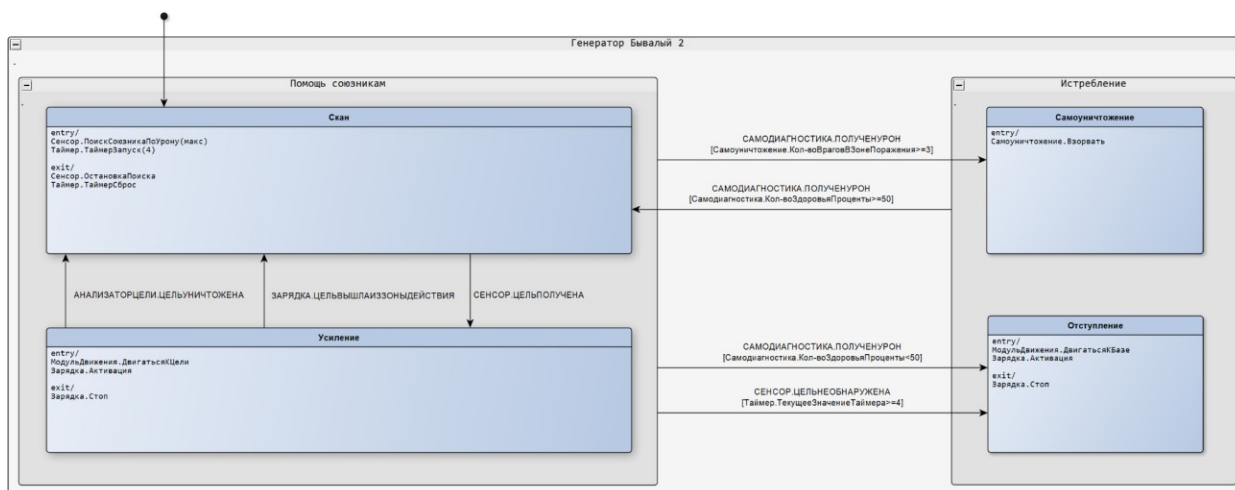 Генератор Бывалый 2
Помощь союзникам
Скан
entry/
Сенсор.ПоискСоюзникаПоУрону(макс)
Таймер.ТаймерЗапуск(4)
exit/
Сенсор.ОстановкаПоиска
Таймер.ТаймерСброс
АНАЛИЗАТОРЦЕЛИ.ЦЕЛЬУНИЧТОЖЕНА
ЗАРЯДКА.ЦЕЛЬВЫШЛАИЗЗОНЫДЕЙСТВИЯ
СЕНСОР.ЦЕЛЬПОЛУЧЕНА
Усиление
entry/
МодульДвижения.ДвигатьсяКЦели
Зарядка.Активация
exit/
Зарядка.Стоп
САМОДИАГНОСТИКА.ПОЛУЧЕНУРОН
[Самоуничтожение.Кол-воВраговВЗонеПоражения>=3]
САМОДИАГНОСТИКА.ПОЛУЧЕНУРОН
[Самодиагностика.Кол-воЗдоровьяПроценты>=50]
САМОДИАГНОСТИКА.ПОЛУЧЕНУРОН
[Самодиагностика.Кол-воЗдоровьяПроценты<50]
СЕНСОР.ЦЕЛЬНЕОБНАРУЖЕНА
[Таймер.ТекущееЗначениеТаймера>=4]
Истребление
Самоуничтожение
entry/
Самоуничтожение.Взорвать
Отступление
entry/
МодульДвижения.ДвигатьсяКБазе
Зарядка.Активация
exit/
Зарядка.Стоп